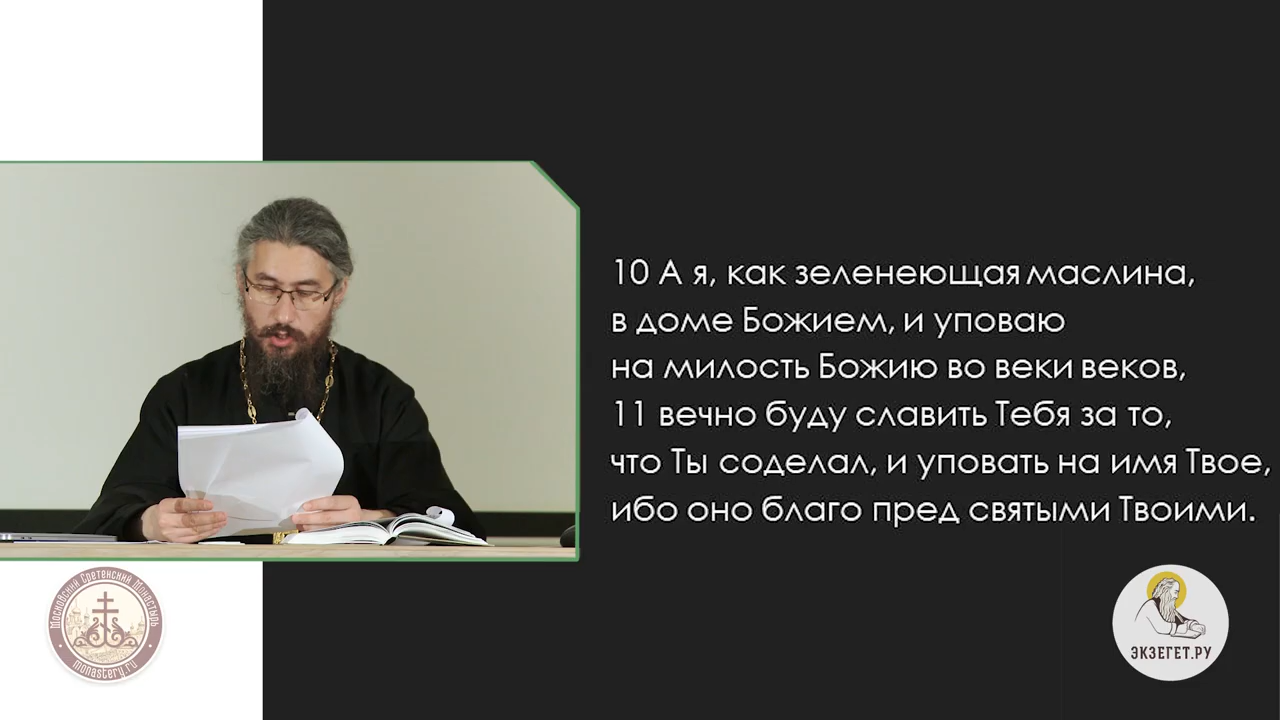 10 А я, как зеленеющая маслина,
в доме Божием, и уповаю
на милость Божию во веки веков,
11 вечно буду славить Тебя за то,
что Ты соделал, и уповать на имя Твое,
ибо оно благо пред святыми Твоими.
Московский Сретенский Монастырь
monastery.ru
ЭКЗЕГЕТ.РУ